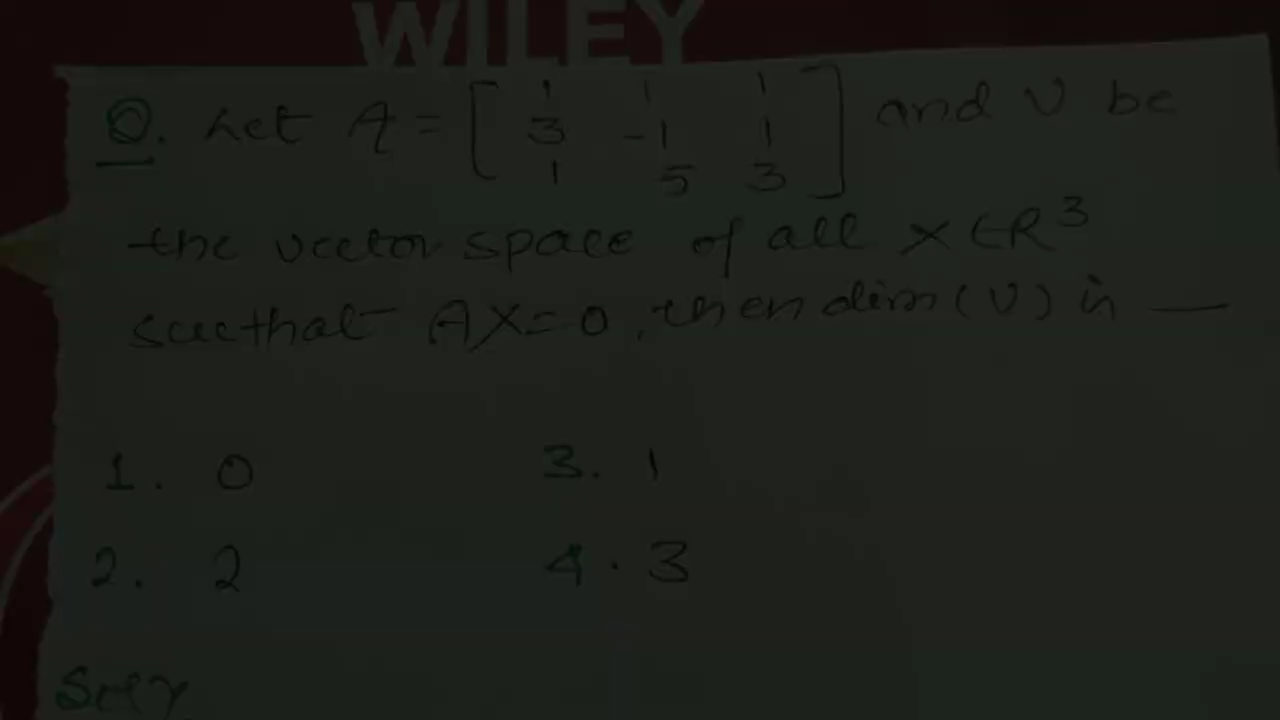 WILEY
Q. Let A = [ 1 1 1
3 -1 1
1 5 3 ] and V be
the vector space of all X ∈ R³
such that AX=0, then dim(V) is —
1. 0 3. 1
2. 2 4. 3